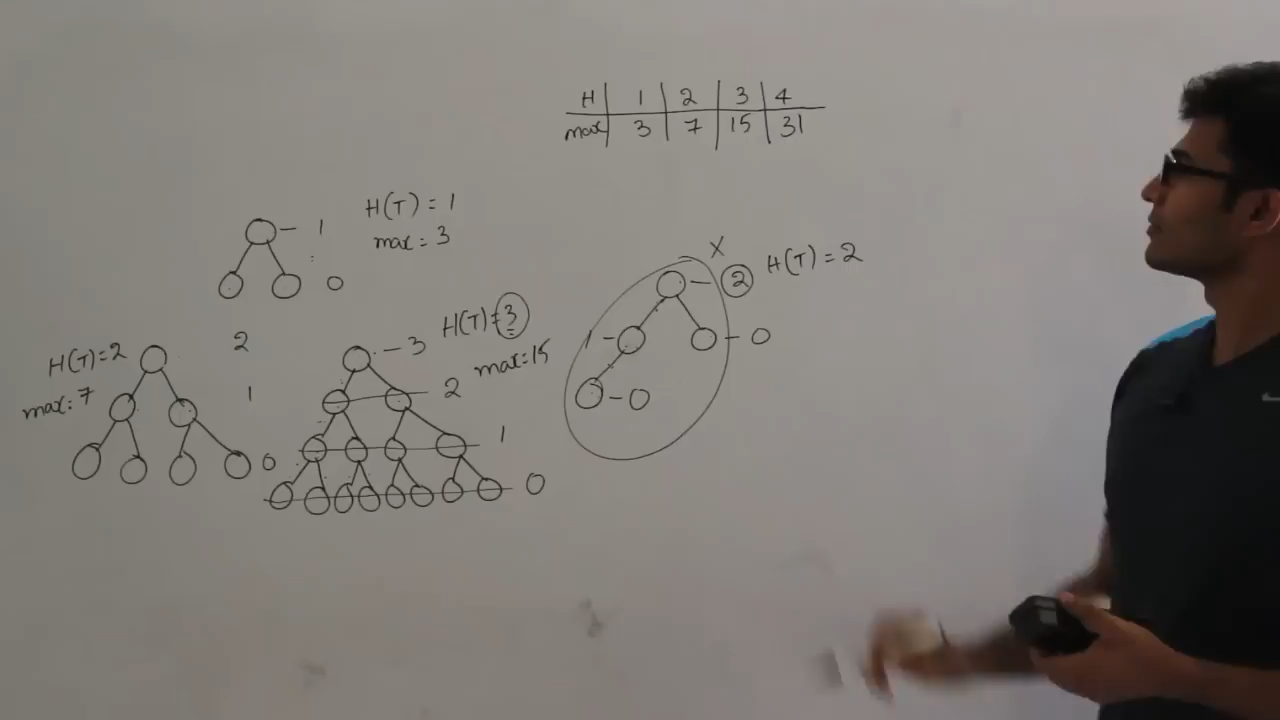 H 1 2 3 4
max 3 7 15 31
H(T) = 1
max = 3
1
0
X
2
H(T) = 2
1 0
0
H(T)=2
max: 7
2
1
0
H(T)=3
max:15
3
2
1
0